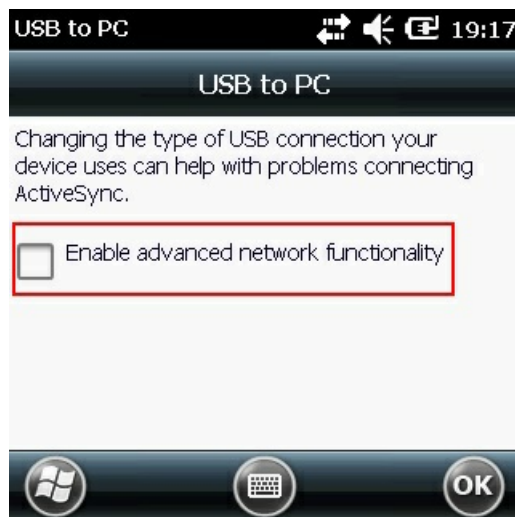 USB to PC 19:17
USB to PC
Changing the type of USB connection your
device uses can help with problems connecting
ActiveSync.
Enable advanced network functionality
OK